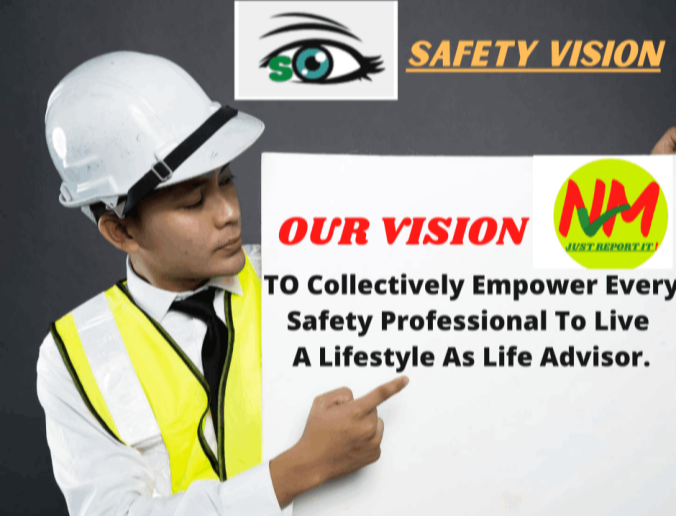 S
SAFETY VISION
OUR VISION
NM
JUST REPORT IT!
TO Collectively Empower Every
Safety Professional To Live
A Lifestyle As Life Advisor.